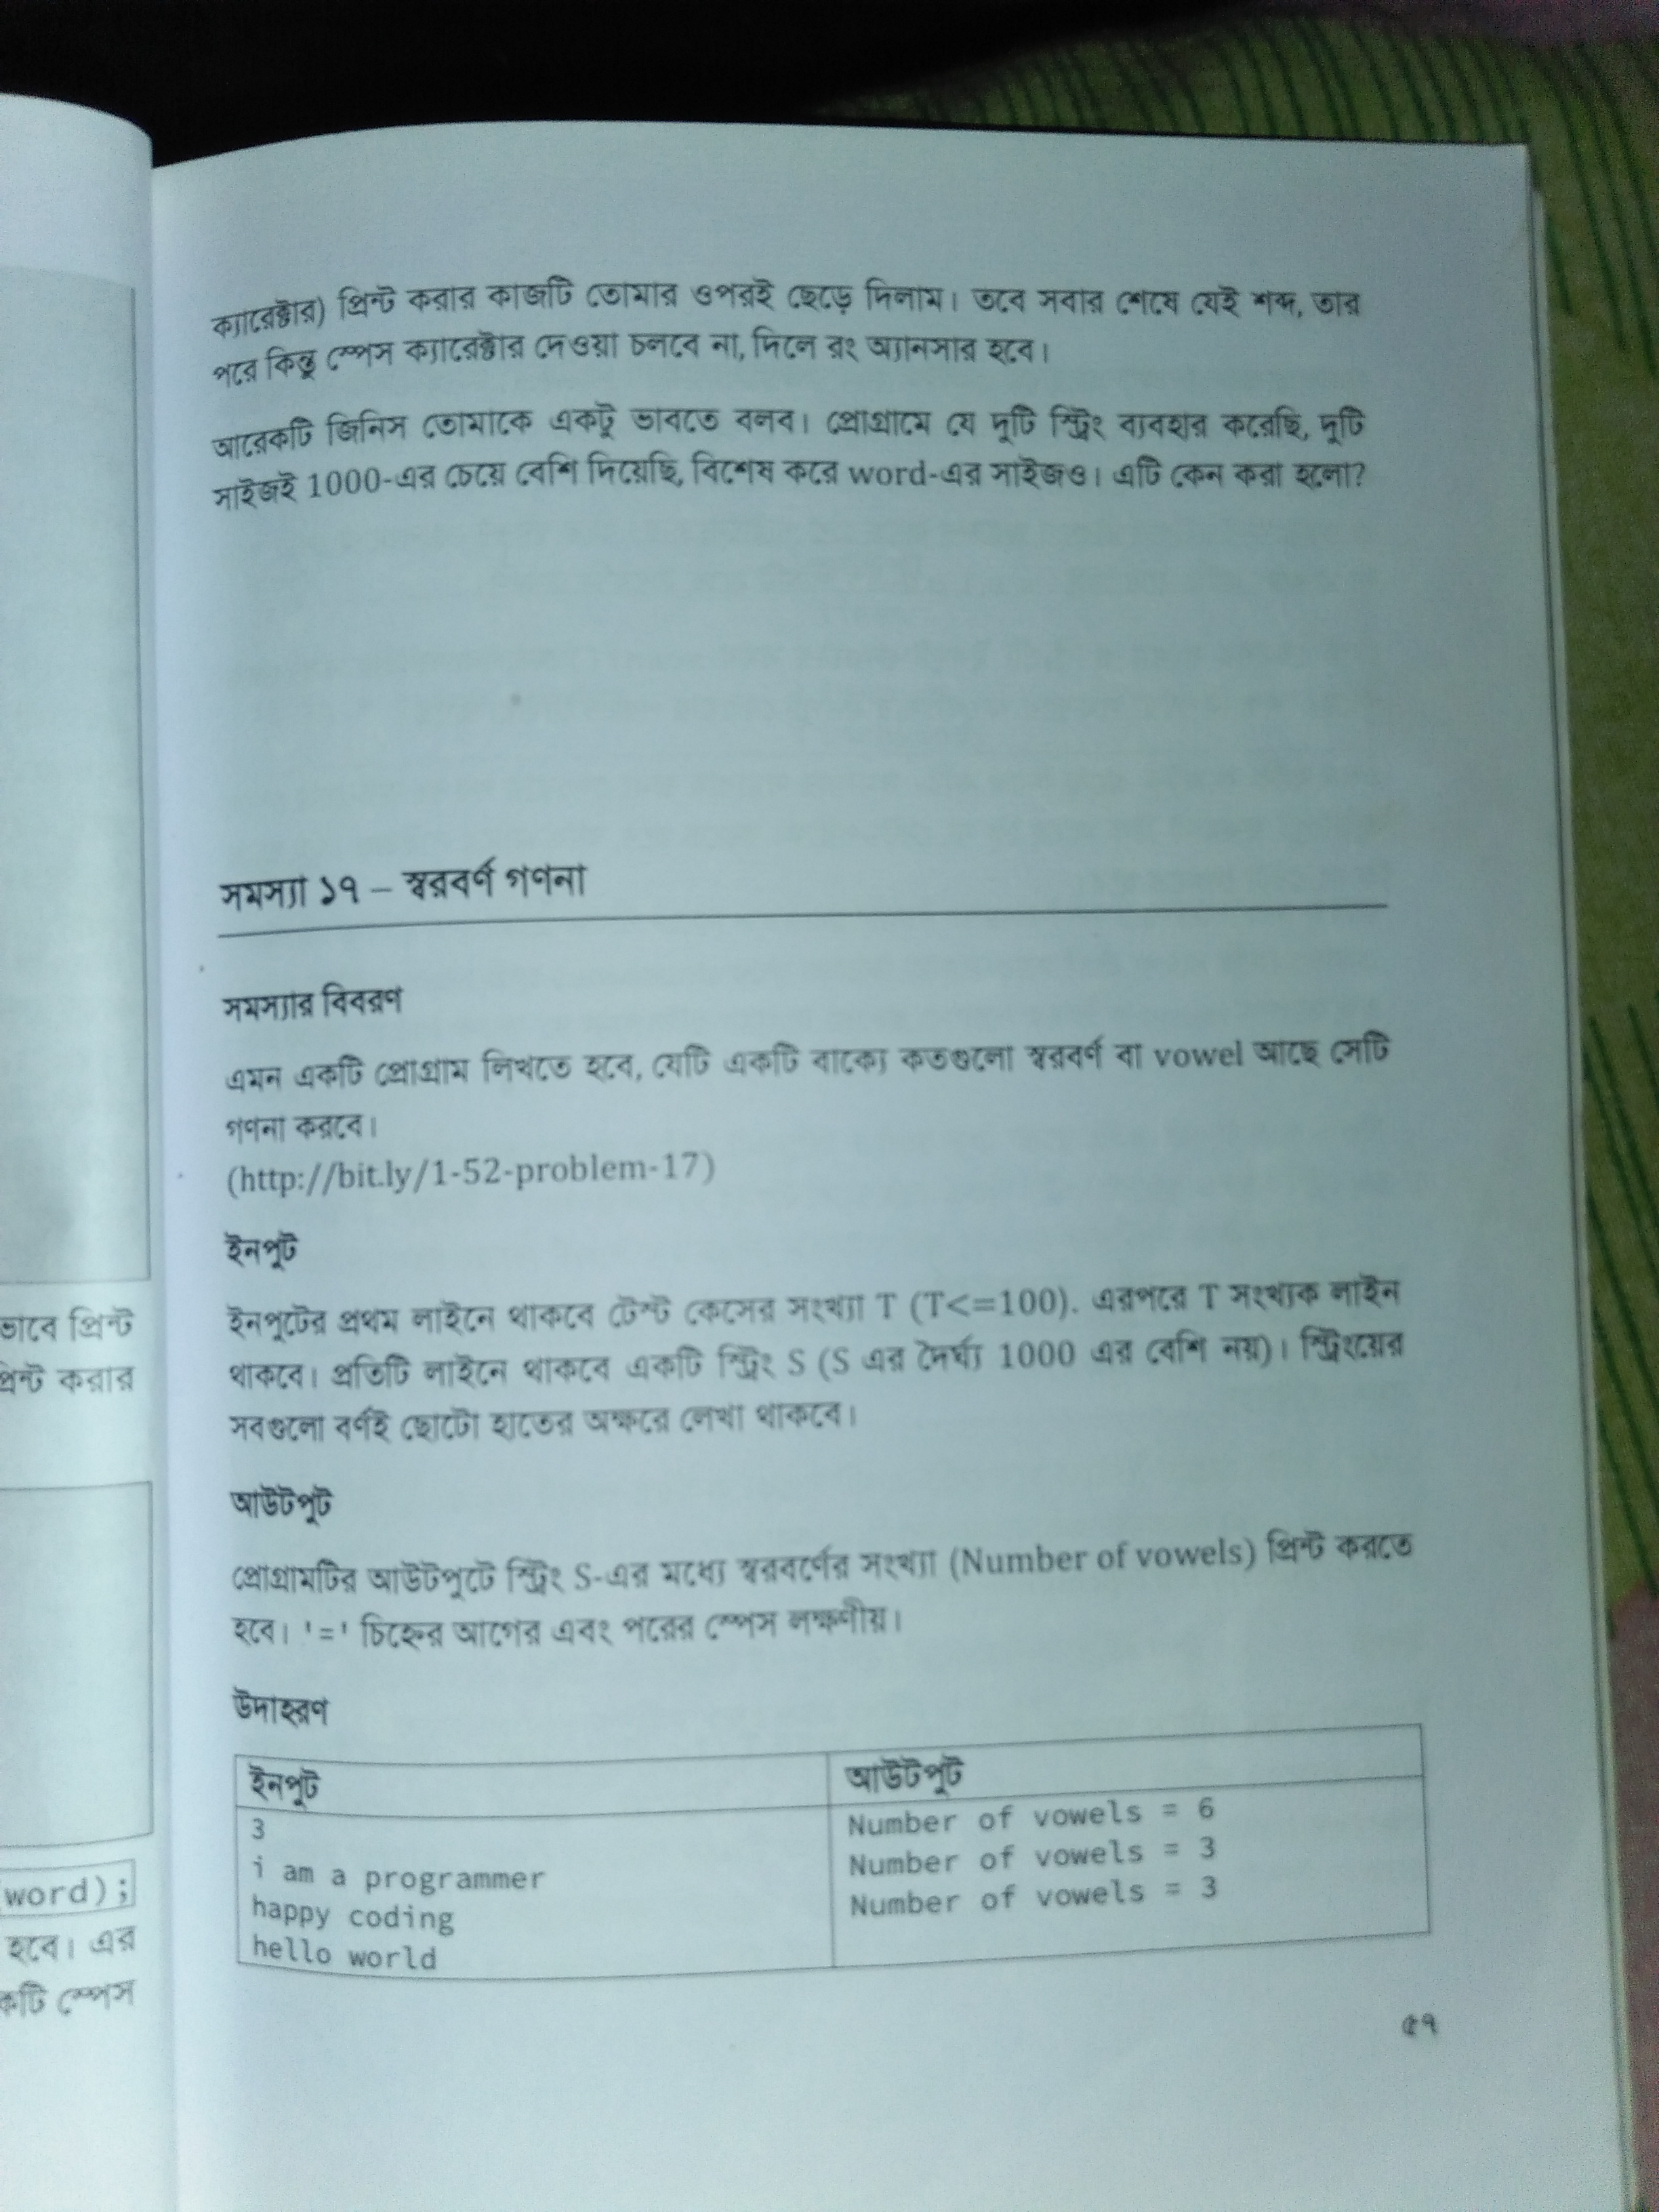 ক্যারেক্টার) প্রিন্ট করার কাজটি তোমার ওপরই ছেড়ে দিলাম। তবে সবার শেষে যেই শব্দ, তার
পরে কিন্তু স্পেস ক্যারেক্টার দেওয়া চলবে না, দিলে রং অ্যানসার হবে।
আরেকটি জিনিস তোমাকে একটু ভাবতে বলব। প্রোগ্রামে যে দুটি স্ট্রিং ব্যবহার করেছি, দুটি
সাইজই 1000-এর চেয়ে বেশি দিয়েছি, বিশেষ করে word-এর সাইজও। এটি কেন করা হলো?
সমস্যা ১৭ – স্বরবর্ণ গণনা
সমস্যার বিবরণ
এমন একটি প্রোগ্রাম লিখতে হবে, যেটি একটি বাক্যে কতগুলো স্বরবর্ণ বা vowel আছে সেটি
গণনা করবে।
(http://bit.ly/1-52-problem-17)
ইনপুট
ইনপুটের প্রথম লাইনে থাকবে টেস্ট কেসের সংখ্যা T (T<=100). এরপরে T সংখ্যক লাইন
থাকবে। প্রতিটি লাইনে থাকবে একটি স্ট্রিং S (S এর দৈর্ঘ্য 1000 এর বেশি নয়)। স্ট্রিংয়ের
সবগুলো বর্ণই ছোটো হাতের অক্ষরে লেখা থাকবে।
আউটপুট
প্রোগ্রামটির আউটপুটে স্ট্রিং S-এর মধ্যে স্বরবর্ণের সংখ্যা (Number of vowels) প্রিন্ট করতে
হবে। '=' চিহ্নের আগের এবং পরের স্পেস লক্ষণীয়।
উদাহরণ
ইনপুট
3
i am a programmer
happy coding
hello world
আউটপুট
Number of vowels = 6
Number of vowels = 3
Number of vowels = 3
৫৭
ভাবে প্রিন্ট
প্রিন্ট করার
word);
হবে। এর
কটি স্পেস